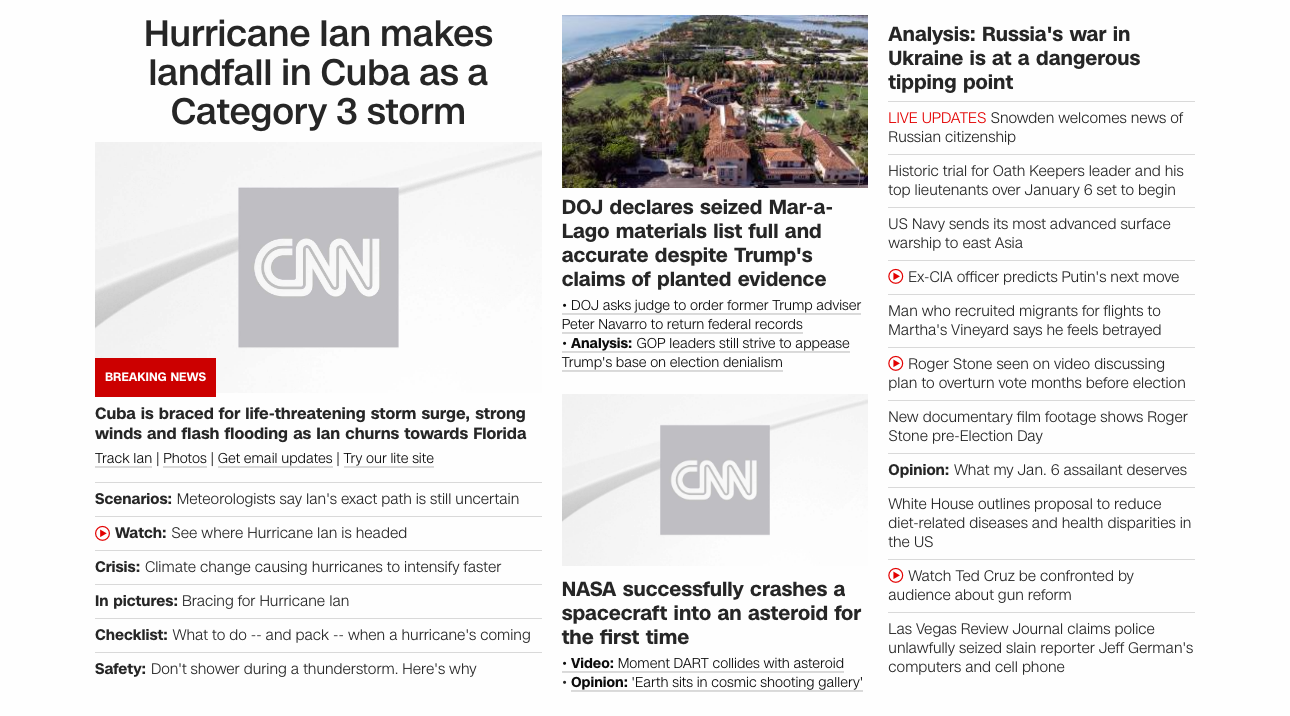 Hurricane Ian makes
landfall in Cuba as a
Category 3 storm
CNN
BREAKING NEWS
Cuba is braced for life-threatening storm surge, strong
winds and flash flooding as Ian churns towards Florida
Track Ian | Photos | Get email updates | Try our lite site
Scenarios: Meteorologists say Ian's exact path is still uncertain
Watch: See where Hurricane Ian is headed
Crisis: Climate change causing hurricanes to intensify faster
In pictures: Bracing for Hurricane Ian
Checklist: What to do -- and pack -- when a hurricane's coming
Safety: Don't shower during a thunderstorm. Here's why
DOJ declares seized Mar-a-
Lago materials list full and
accurate despite Trump's
claims of planted evidence
• DOJ asks judge to order former Trump adviser
Peter Navarro to return federal records
• Analysis: GOP leaders still strive to appease
Trump's base on election denialism
CNN
NASA successfully crashes a
spacecraft into an asteroid for
the first time
• Video: Moment DART collides with asteroid
• Opinion: 'Earth sits in cosmic shooting gallery'
Analysis: Russia's war in
Ukraine is at a dangerous
tipping point
LIVE UPDATES Snowden welcomes news of
Russian citizenship
Historic trial for Oath Keepers leader and his
top lieutenants over January 6 set to begin
US Navy sends its most advanced surface
warship to east Asia
Ex-CIA officer predicts Putin's next move
Man who recruited migrants for flights to
Martha's Vineyard says he feels betrayed
Roger Stone seen on video discussing
plan to overturn vote months before election
New documentary film footage shows Roger
Stone pre-Election Day
Opinion: What my Jan. 6 assailant deserves
White House outlines proposal to reduce
diet-related diseases and health disparities in
the US
Watch Ted Cruz be confronted by
audience about gun reform
Las Vegas Review Journal claims police
unlawfully seized slain reporter Jeff German's
computers and cell phone